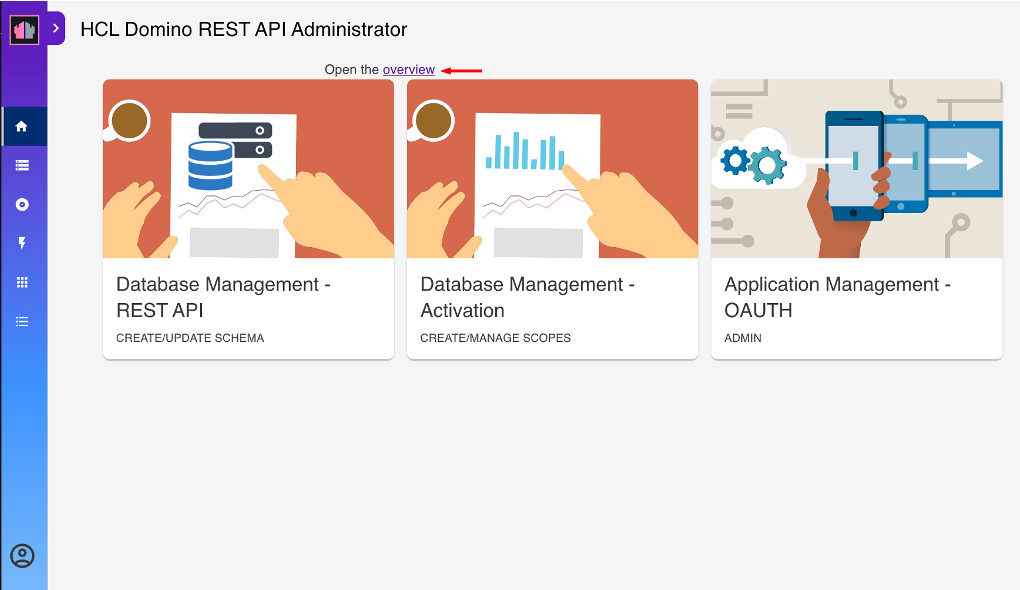 HCL Domino REST API Administrator
Open the overview
Database Management -
REST API
CREATE/UPDATE SCHEMA
Database Management -
Activation
CREATE/MANAGE SCOPES
Application Management -
OAUTH
ADMIN